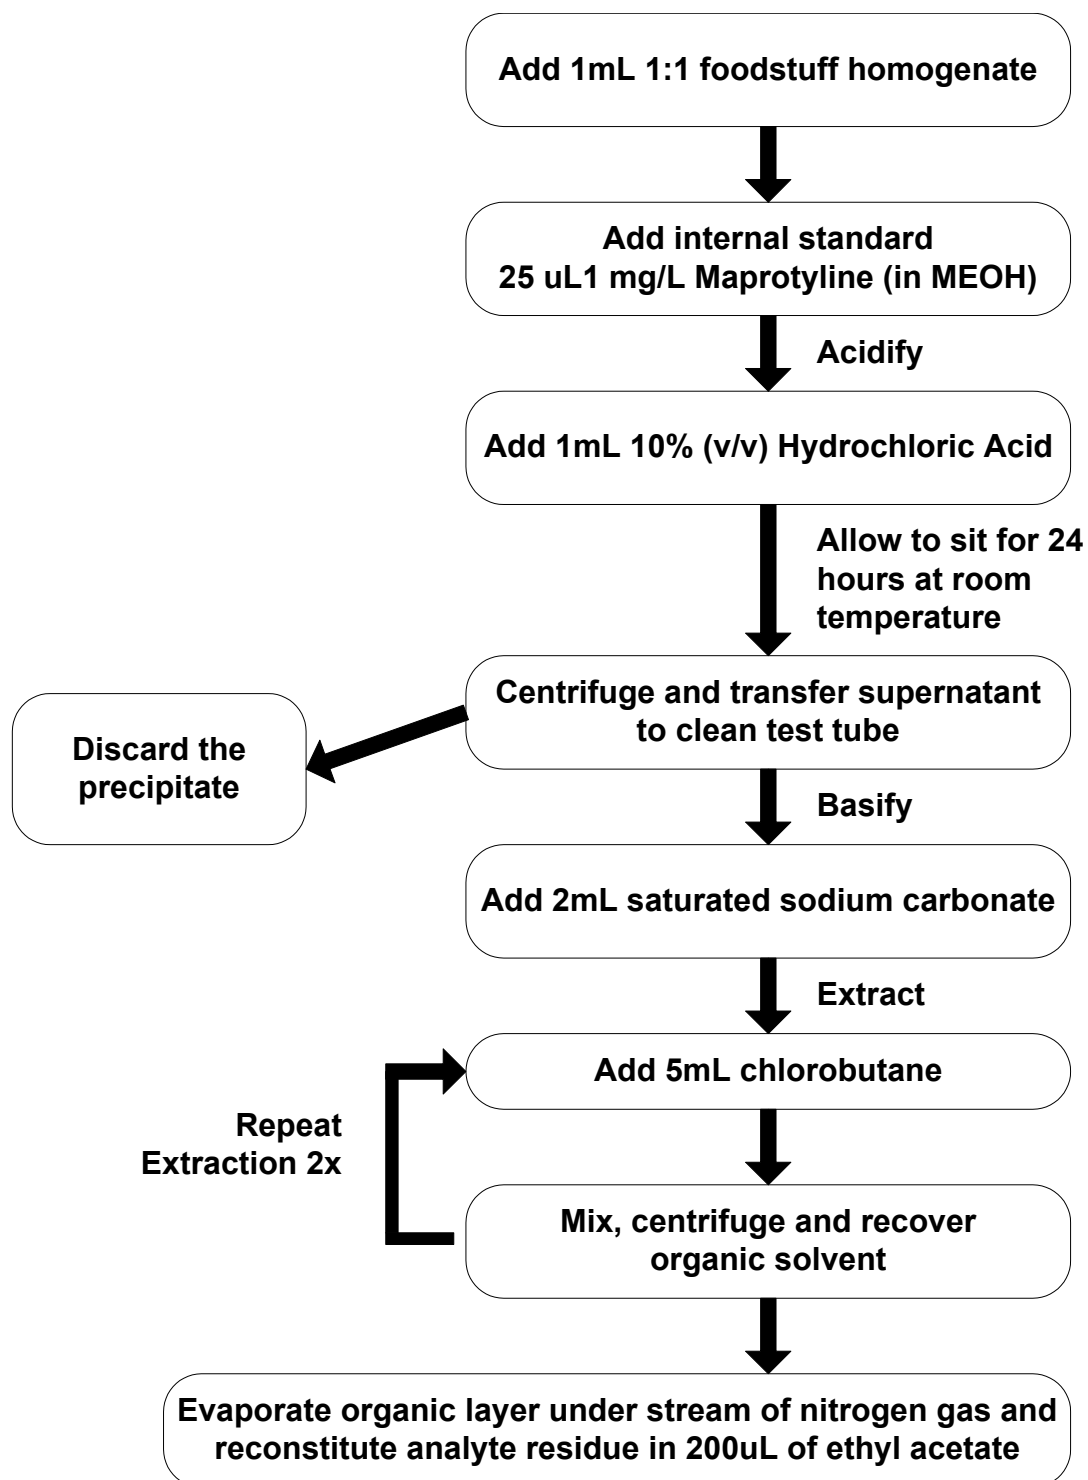 Add 1mL 1:1 foodstuff homogenate
Add internal standard
25 uL1 mg/L Maprotyline (in MEOH)
Acidify
Add 1mL 10% (v/v) Hydrochloric Acid
Allow to sit for 24
hours at room
temperature
Centrifuge and transfer supernatant
to clean test tube
Discard the
precipitate
Basify
Add 2mL saturated sodium carbonate
Extract
Add 5mL chlorobutane
Repeat
Extraction 2x
Mix, centrifuge and recover
organic solvent
Evaporate organic layer under stream of nitrogen gas and
reconstitute analyte residue in 200uL of ethyl acetate